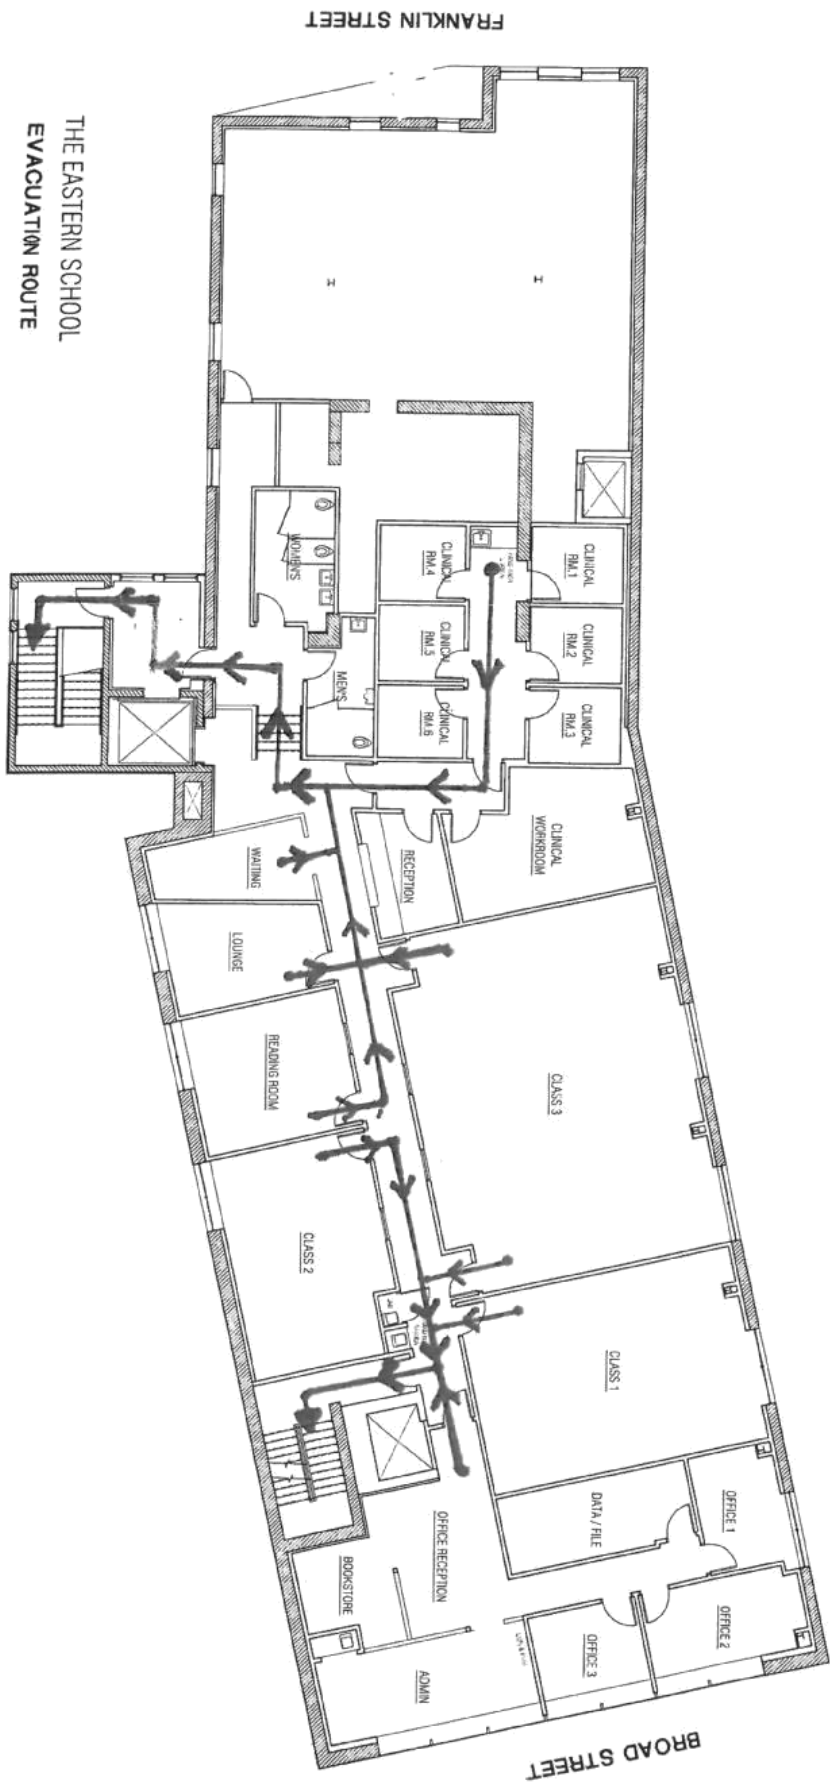 FRANKLIN STREET
THE EASTERN SCHOOL
EVACUATION ROUTE
WOMEN'S
CLINICAL
RM.4
CLINICAL
RM.1
CLINICAL
RM.5
CLINICAL
RM.2
MEN'S
CLINICAL
RM.6
CLINICAL
RM.3
WAITING
RECEPTION
CLINICAL
WORKROOM
LOUNGE
READING ROOM
CLASS 3
CLASS 2
CLASS 1
OFFICE RECEPTION
DATA / FILE
OFFICE 1
BOOKSTORE
ADMIN
OFFICE 3
OFFICE 2
BROAD STREET